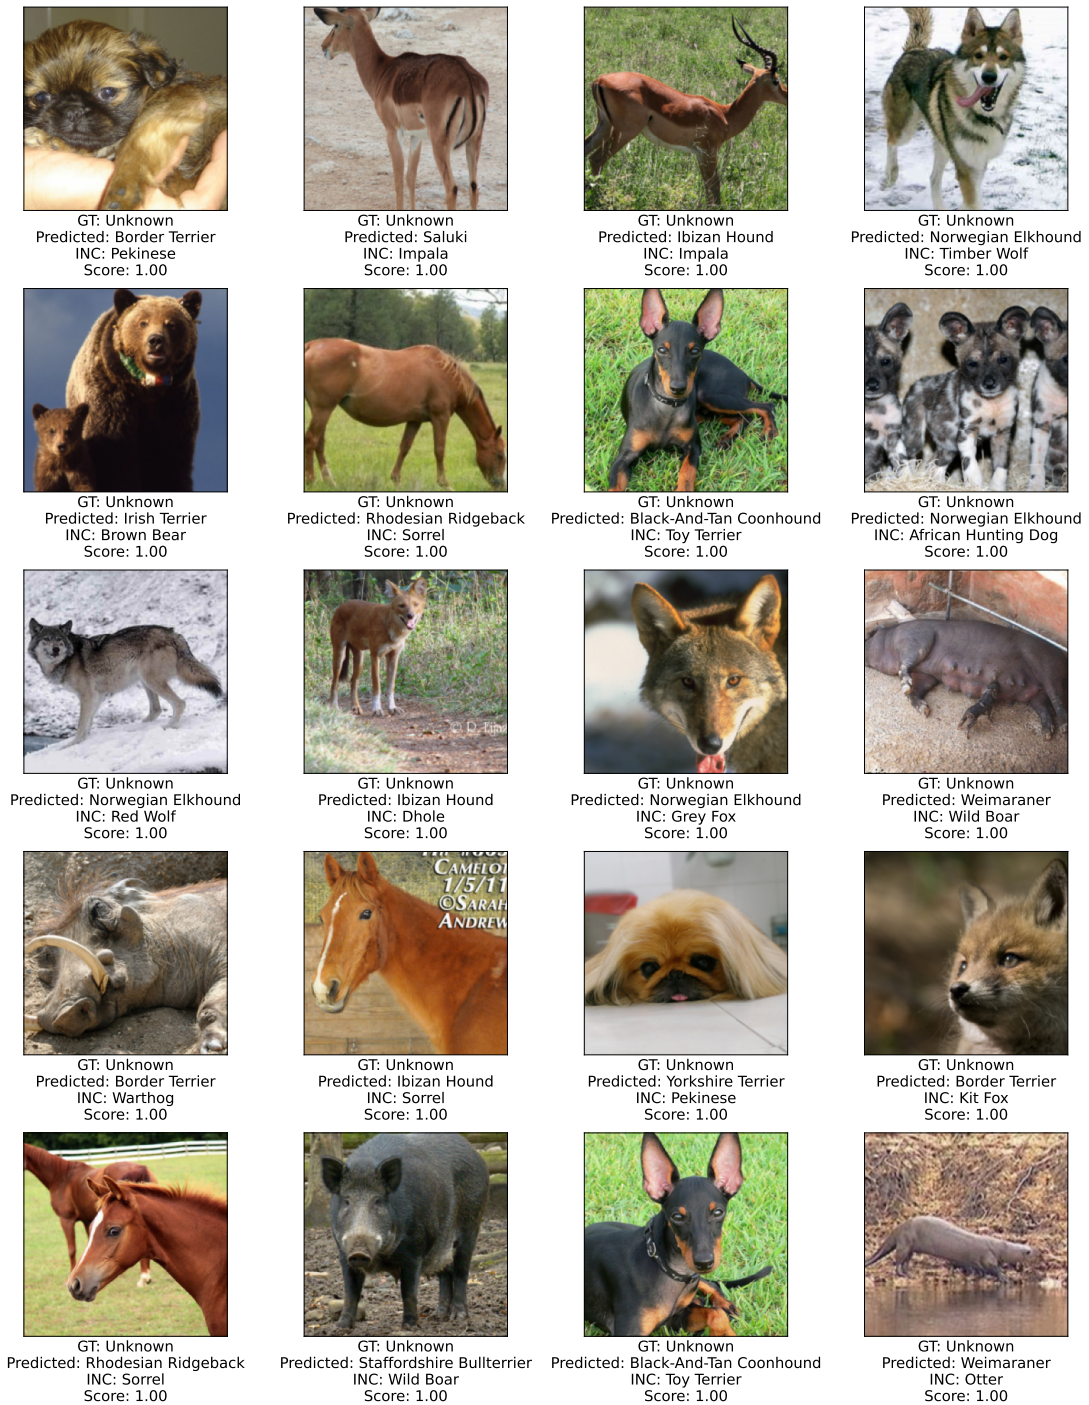 GT: Unknown
Predicted: Border Terrier
INC: Pekinese
Score: 1.00
GT: Unknown
Predicted: Saluki
INC: Impala
Score: 1.00
GT: Unknown
Predicted: Ibizan Hound
INC: Impala
Score: 1.00
GT: Unknown
Predicted: Norwegian Elkhound
INC: Timber Wolf
Score: 1.00
GT: Unknown
Predicted: Irish Terrier
INC: Brown Bear
Score: 1.00
GT: Unknown
Predicted: Rhodesian Ridgeback
INC: Sorrel
Score: 1.00
GT: Unknown
Predicted: Black-And-Tan Coonhound
INC: Toy Terrier
Score: 1.00
GT: Unknown
Predicted: Norwegian Elkhound
INC: African Hunting Dog
Score: 1.00
GT: Unknown
Predicted: Norwegian Elkhound
INC: Red Wolf
Score: 1.00
© D. Fin
GT: Unknown
Predicted: Ibizan Hound
INC: Dhole
Score: 1.00
GT: Unknown
Predicted: Norwegian Elkhound
INC: Grey Fox
Score: 1.00
GT: Unknown
Predicted: Weimaraner
INC: Wild Boar
Score: 1.00
GT: Unknown
Predicted: Border Terrier
INC: Warthog
Score: 1.00
CAMELOT
1/5/11
©SARAH
ANDREW
GT: Unknown
Predicted: Ibizan Hound
INC: Sorrel
Score: 1.00
GT: Unknown
Predicted: Yorkshire Terrier
INC: Pekinese
Score: 1.00
GT: Unknown
Predicted: Border Terrier
INC: Kit Fox
Score: 1.00
GT: Unknown
Predicted: Rhodesian Ridgeback
INC: Sorrel
Score: 1.00
GT: Unknown
Predicted: Staffordshire Bullterrier
INC: Wild Boar
Score: 1.00
GT: Unknown
Predicted: Black-And-Tan Coonhound
INC: Toy Terrier
Score: 1.00
GT: Unknown
Predicted: Weimaraner
INC: Otter
Score: 1.00